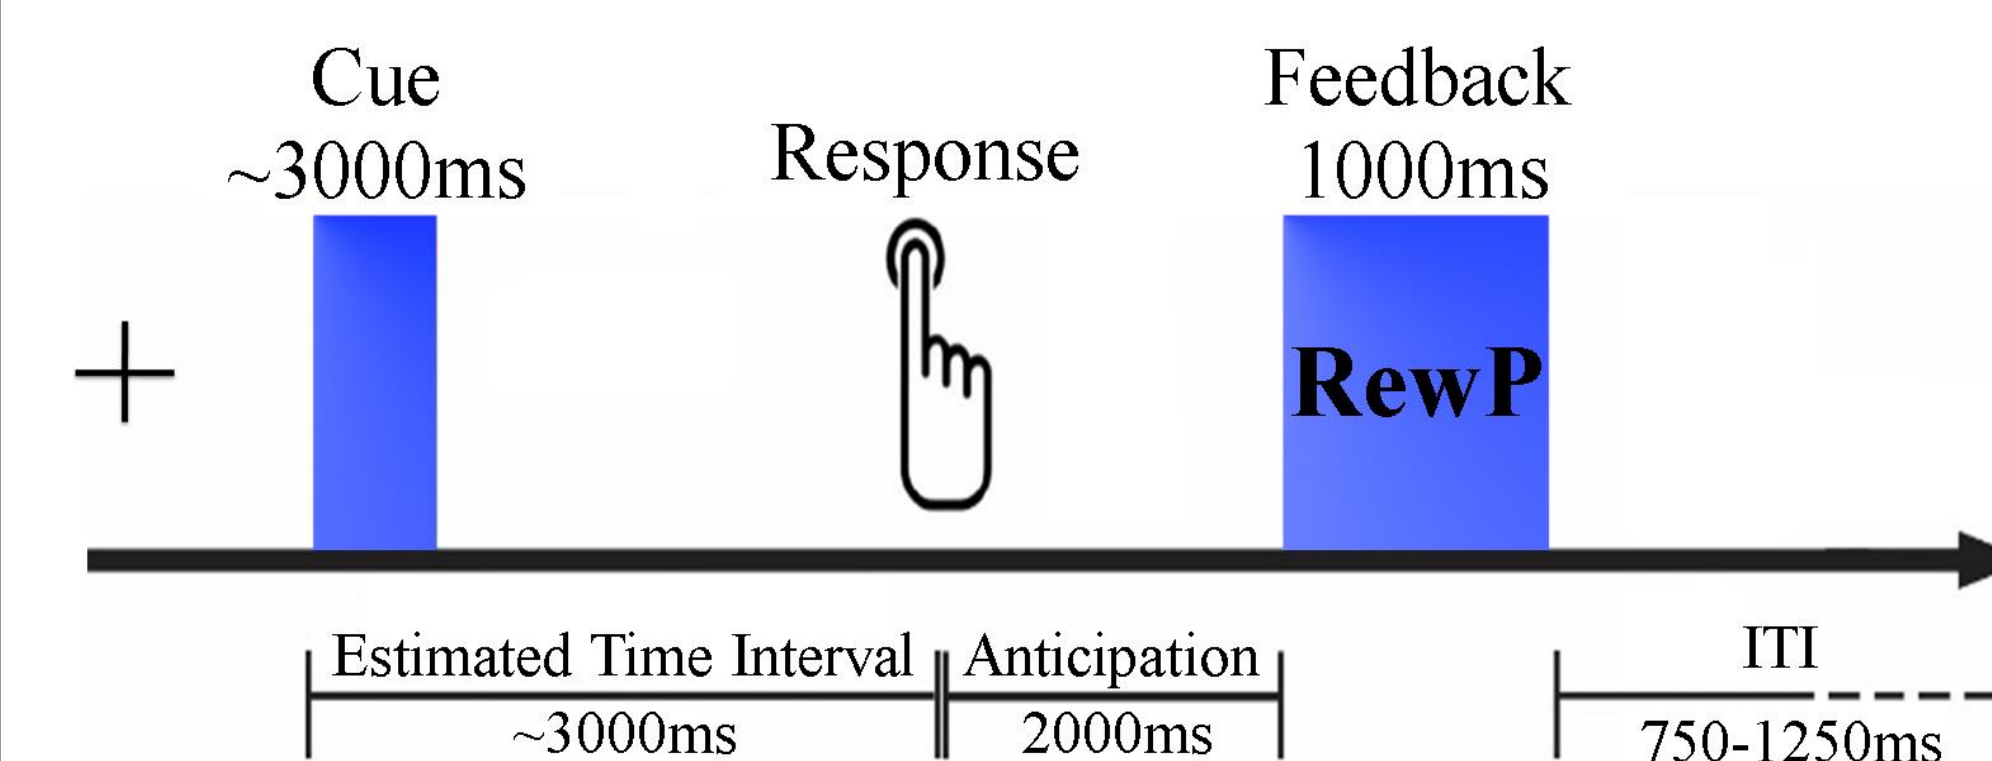 Cue
~3000ms
Response
Feedback
1000ms
RewP
Estimated Time Interval
~3000ms
Anticipation
2000ms
ITI
750-1250ms